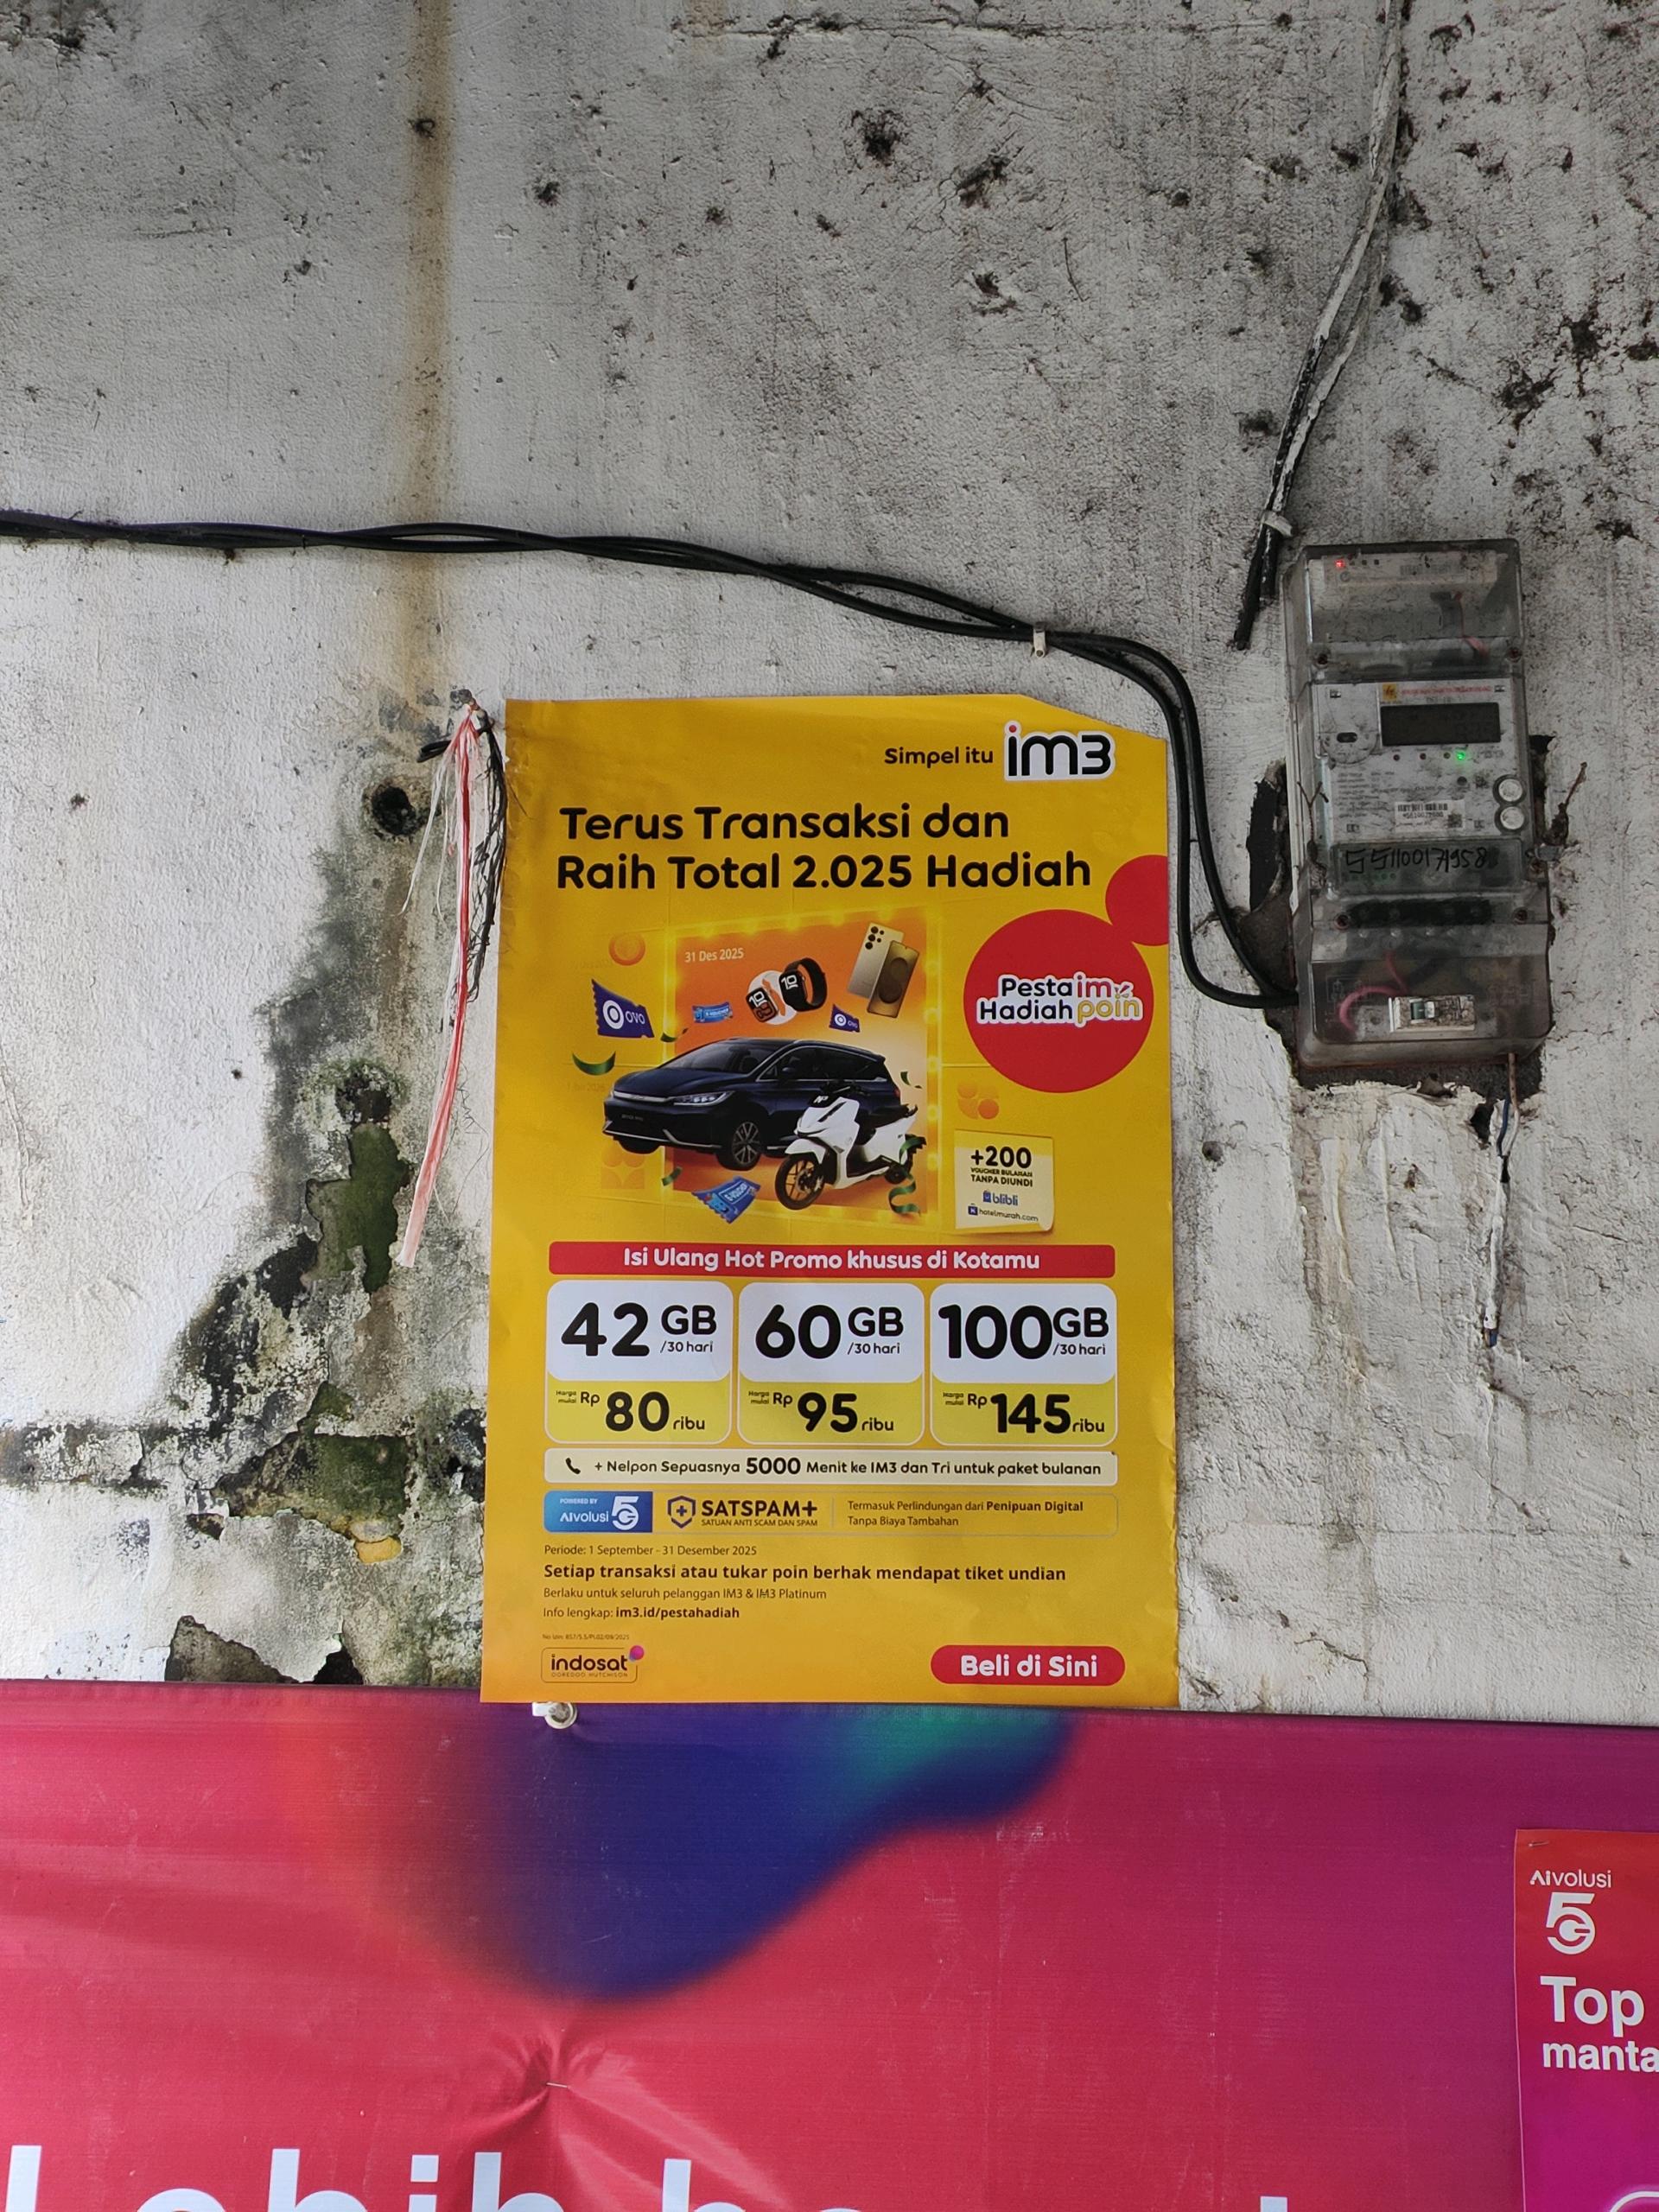 Simpel itu im3
Terus Transaksi dan
Raih Total 2.025 Hadiah
31 Des 2025
OVO
OVO
Pesta im
Hadiah poin
+200
VOUCHER BULANAN
TANPA DIUNDI
blibli
hotelmurah.com
Isi Ulang Hot Promo khusus di Kotamu
42 GB /30 hari
60 GB /30 hari
100 GB /30 hari
Harga mulai Rp 80 ribu
Harga mulai Rp 95 ribu
Harga mulai Rp 145 ribu
+ Nelpon Sepuasnya 5000 Menit ke IM3 dan Tri untuk paket bulanan
POWERED BY
AIvolusi 5G
SATSPAM+
SATUAN ANTI SCAM DAN SPAM
Termasuk Perlindungan dari Penipuan Digital
Tanpa Biaya Tambahan
Periode: 1 September - 31 Desember 2025
Setiap transaksi atau tukar poin berhak mendapat tiket undian
Berlaku untuk seluruh pelanggan IM3 & IM3 Platinum
Info lengkap: im3.id/pestahadiah
indosat
OOREDOO HUTCHISON
Beli di Sini
AIvolusi
5G
Top
manta